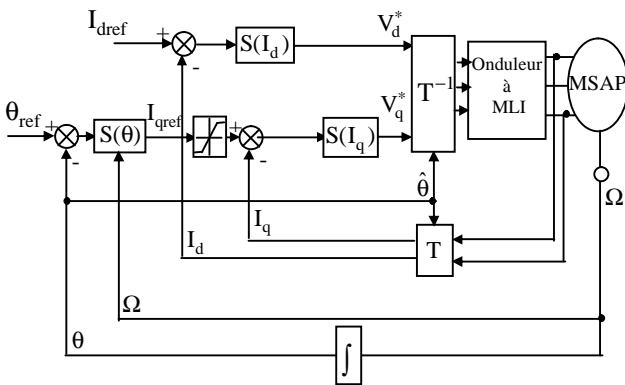 I_dref
+
-
S(I_d)
V_d^*
T^{-1}
Onduleur
à
MLI
MSAP
θ_ref
+
-
S(θ)
I_qref
+
-
S(I_q)
V_q^*
θ̂
Ω
I_q
T
I_d
Ω
θ
∫